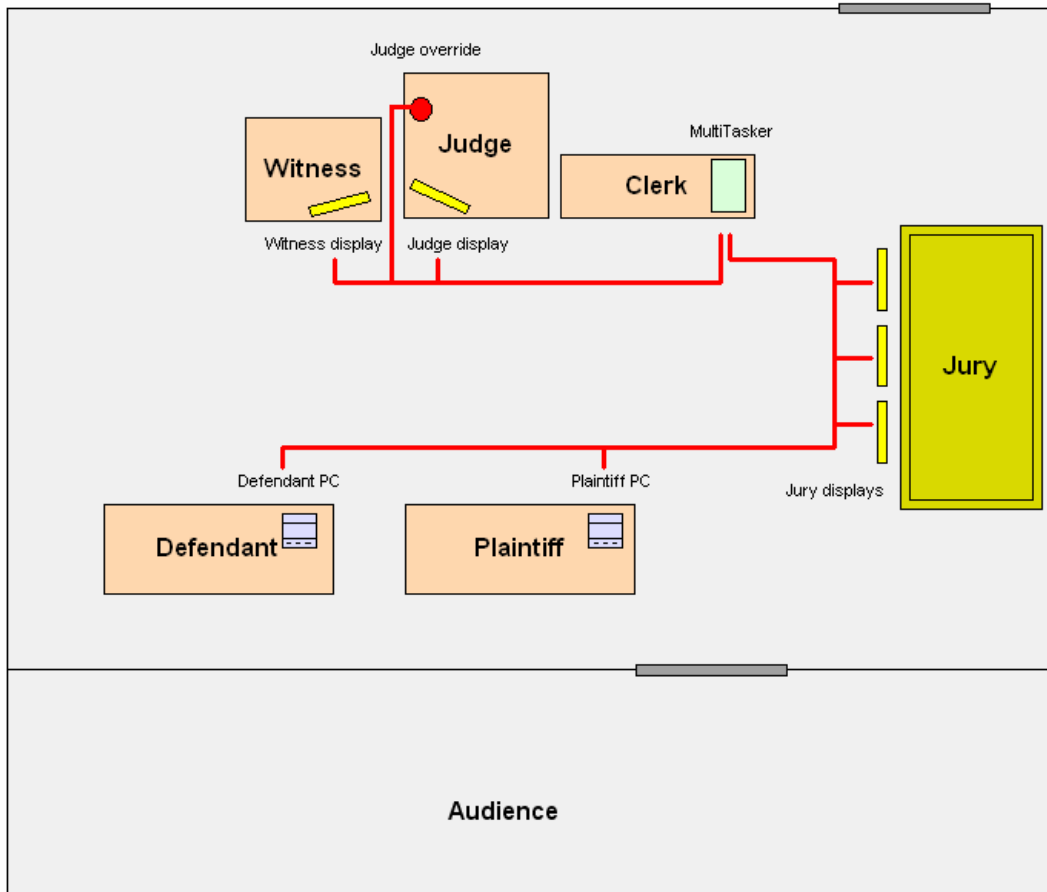 Judge override
MultiTasker
Witness
Judge
Clerk
Witness display
Judge display
Jury
Defendant PC
Plaintiff PC
Jury displays
Defendant
Plaintiff
Audience